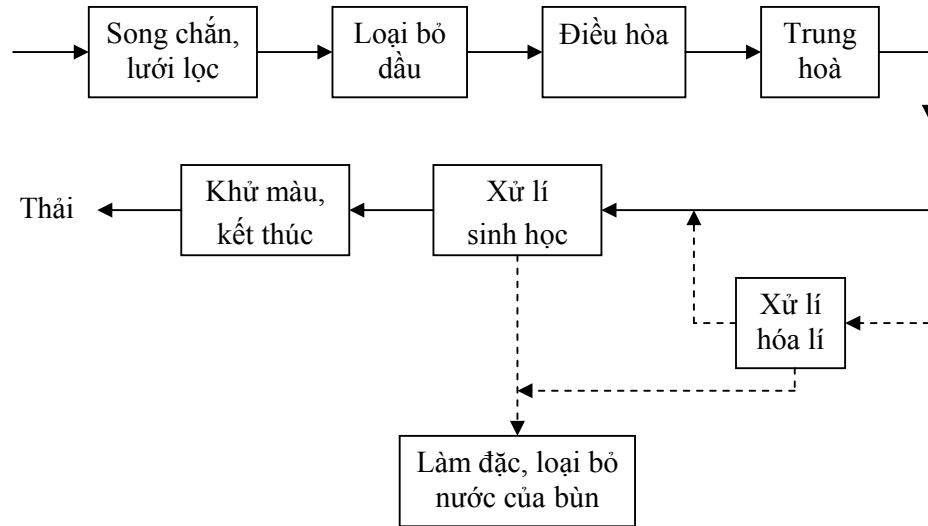 Song chắn,
lưới lọc
Loại bỏ
dầu
Điều hòa
Trung
hoà
Thải
Khử màu,
kết thúc
Xử lí
sinh học
Xử lí
hóa lí
Làm đặc, loại bỏ
nước của bùn